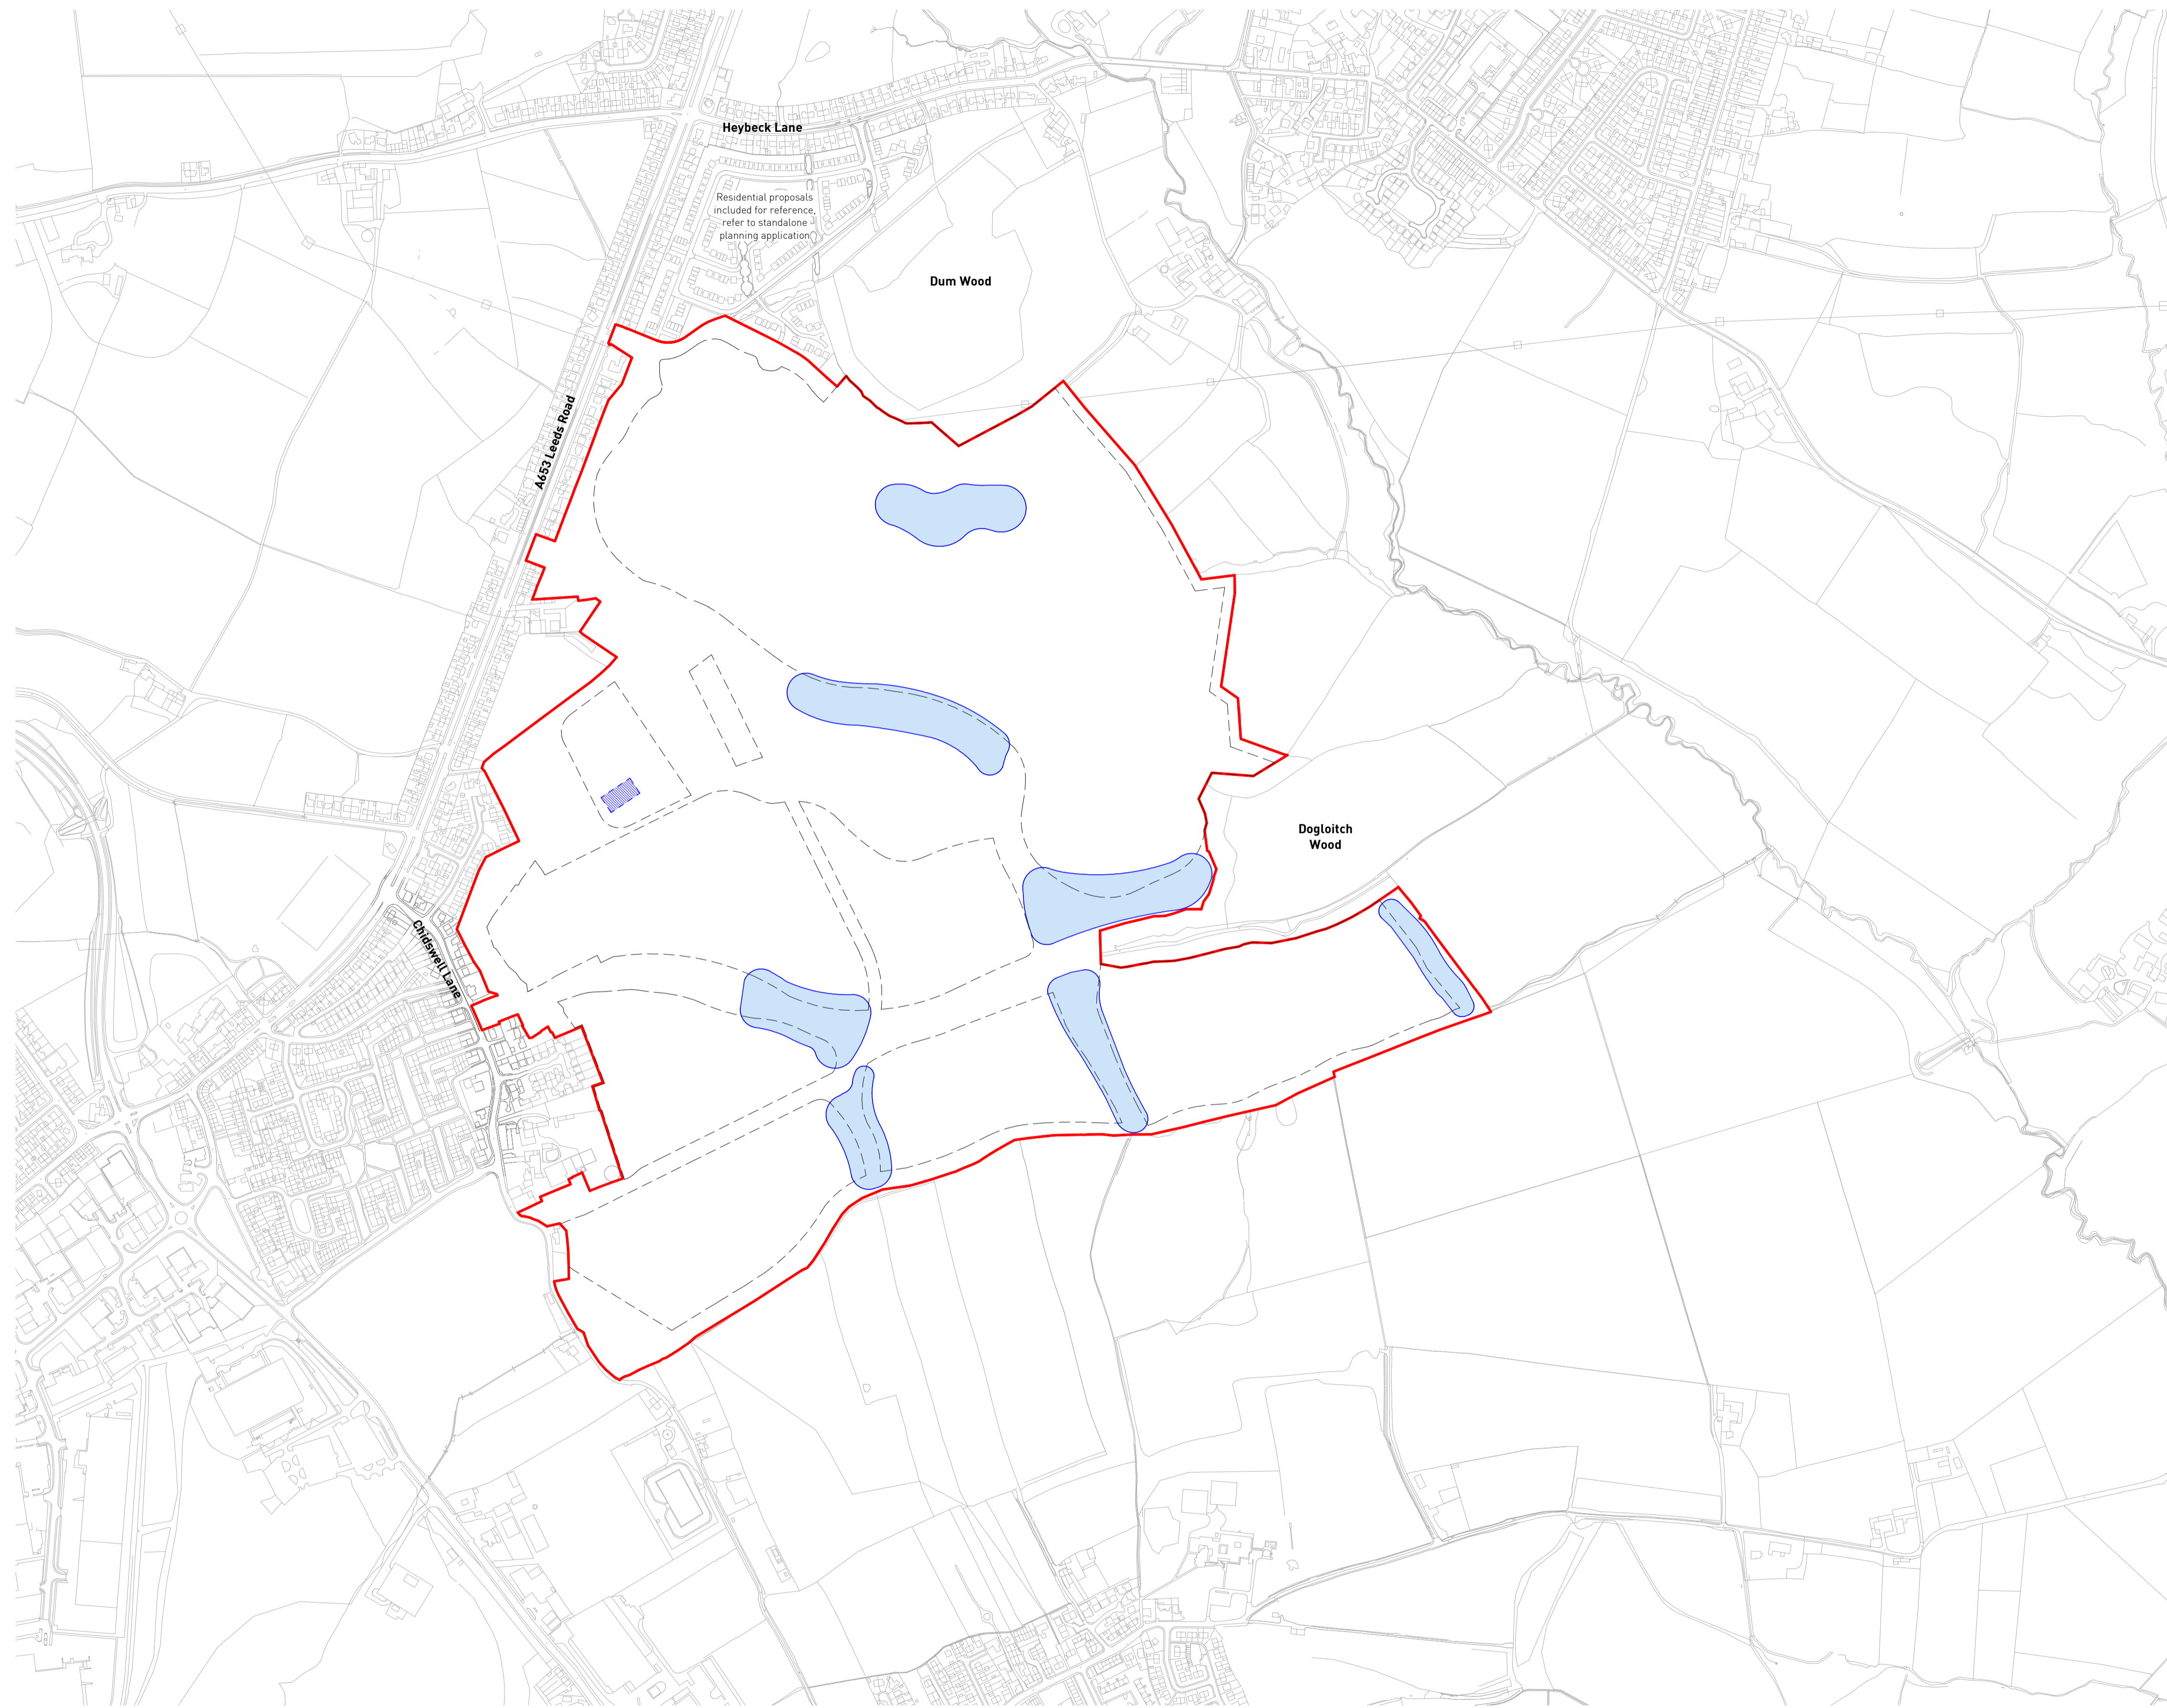 Heybeck Lane
Residential proposals
included for reference,
refer to standalone
planning application
Dum Wood
A653 Leeds Road
Dogloitch
Wood
Chidswell Lane